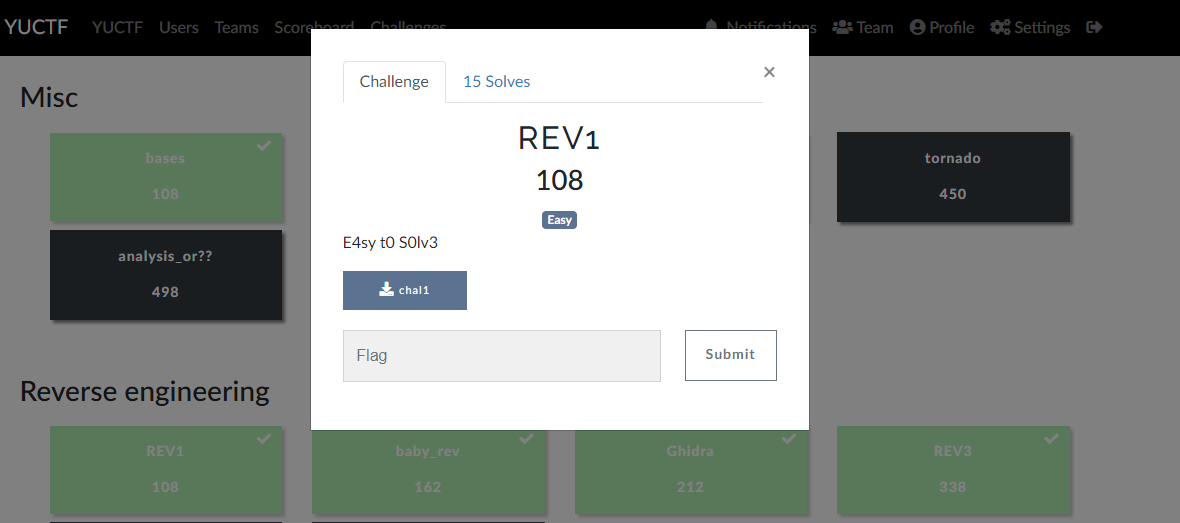 YUCTF YUCTF Users Teams Scoreboard Challenges Notifications Team Profile Settings
Challenge 15 Solves ×
Misc
REV1
108
Easy
E4sy t0 S0lv3
chal1
Flag Submit
bases
108
tornado
450
analysis_or??
498
Reverse engineering
REV1 baby_rev Ghidra REV3
108 162 212 338